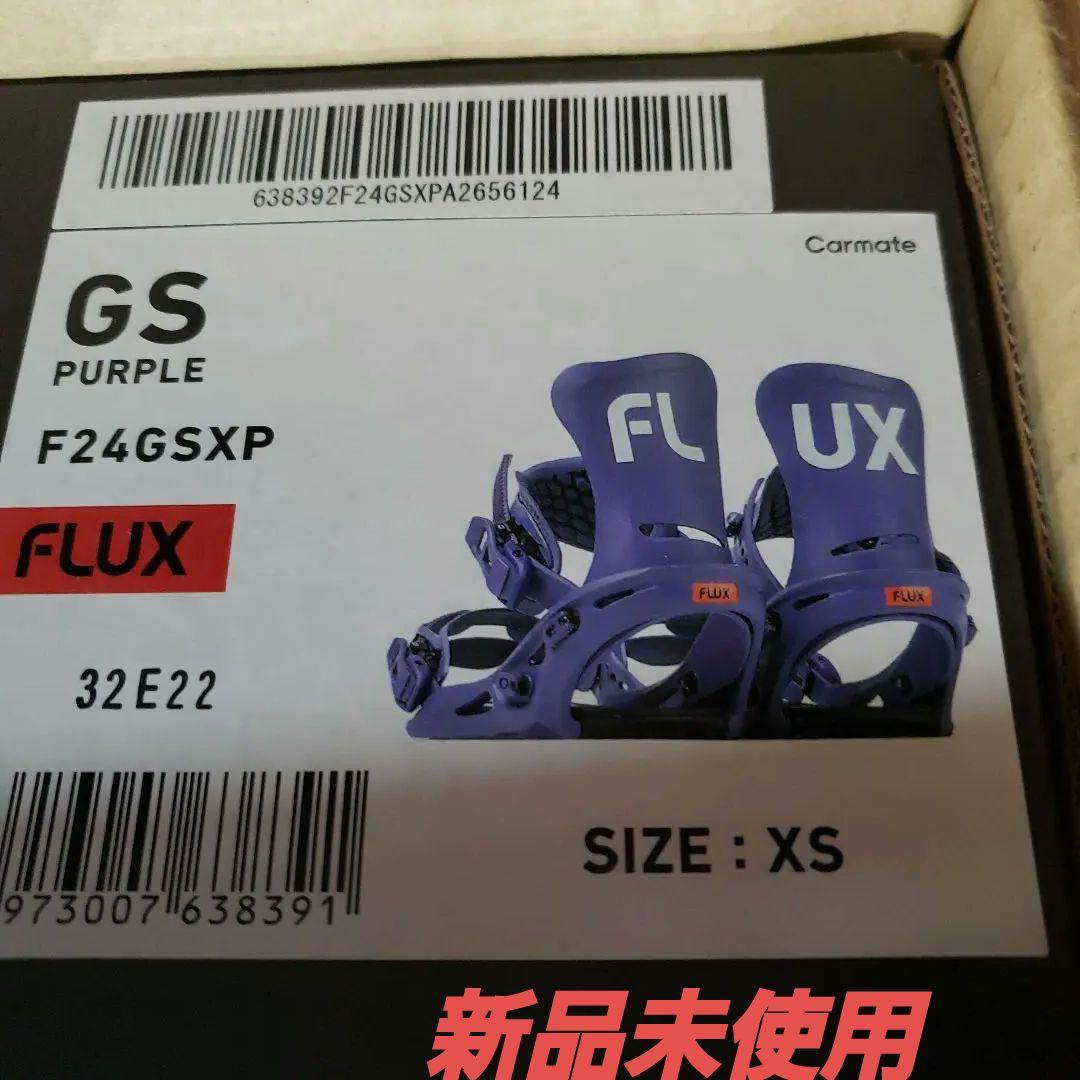 638392F24GSXPA2656124
Carmate
GS
PURPLE
F24GSXP
FLUX
FL UX
FLUX FLUX
32E22
973007 638391
SIZE : XS
新品未使用